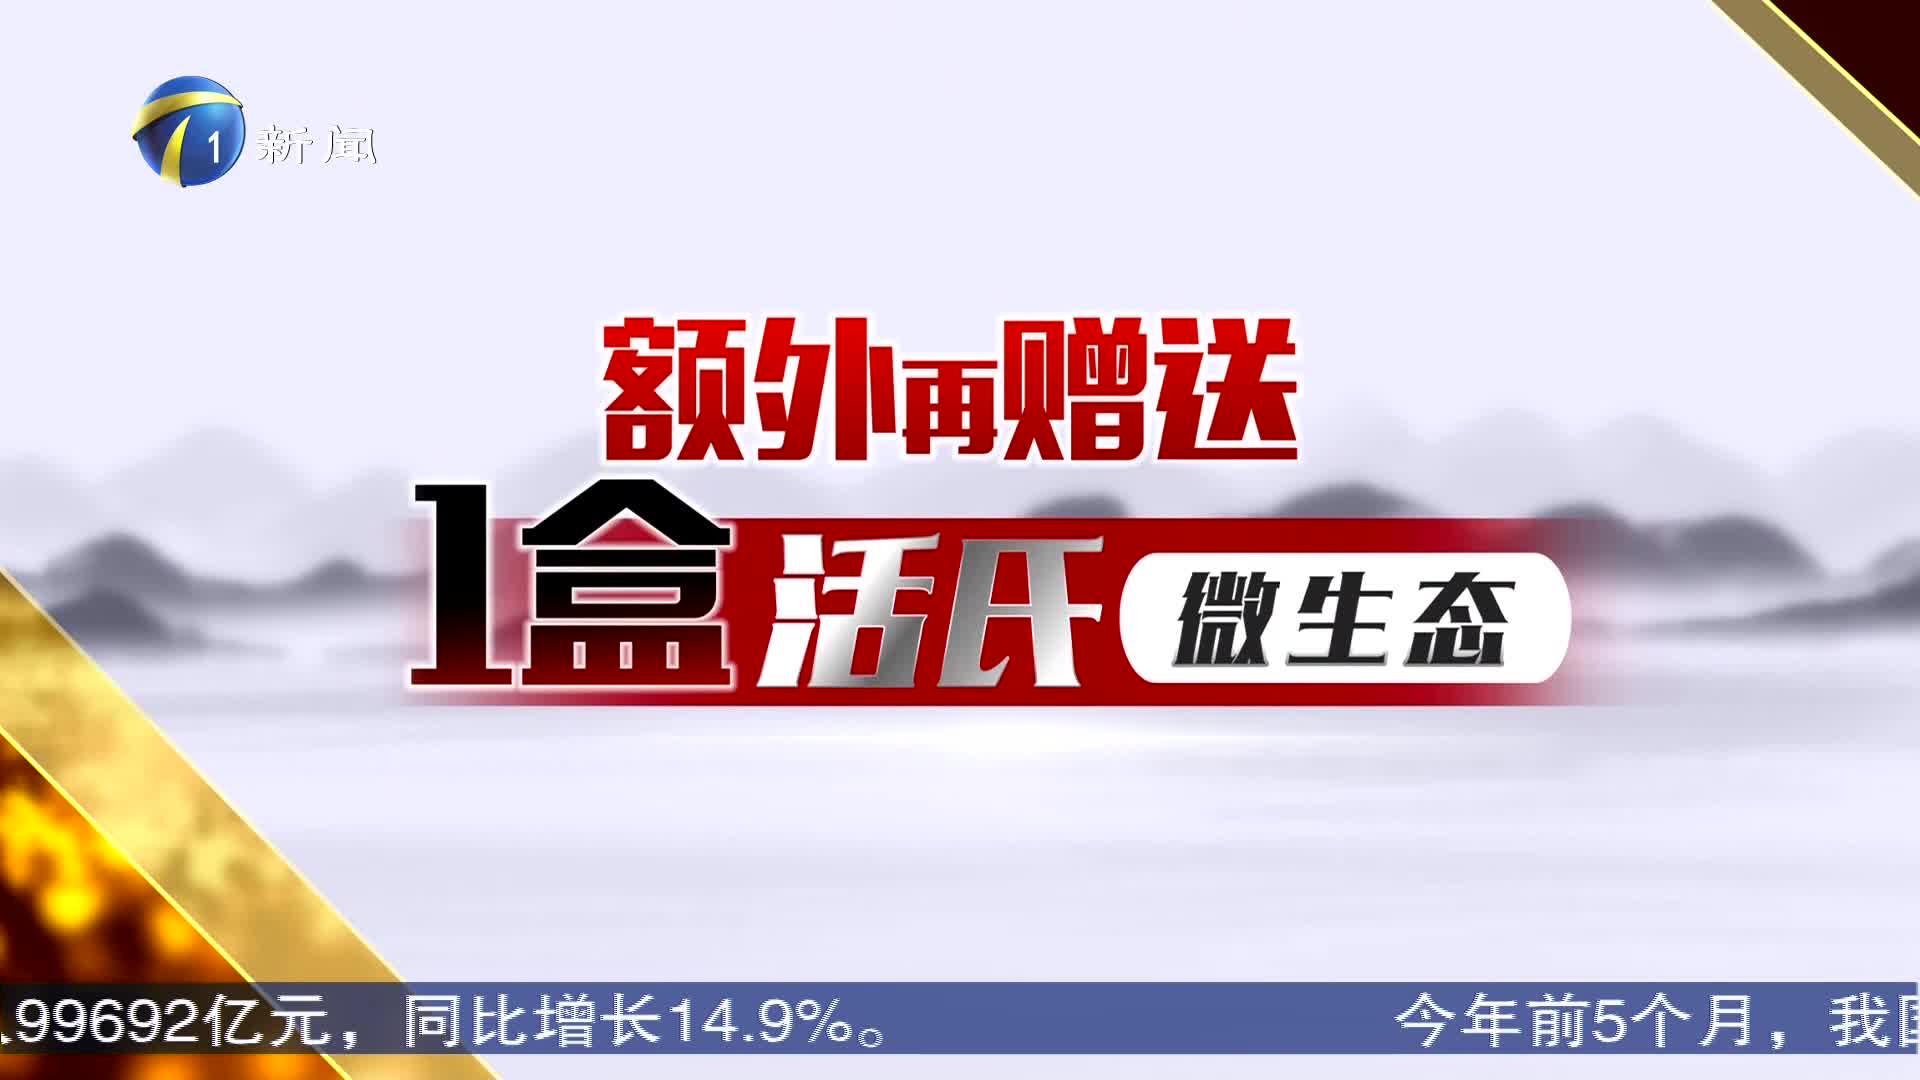 1 新闻
额外再赠送
1盒活氏 微生态
.99692亿元，同比增长14.9%。 今年前5个月，我